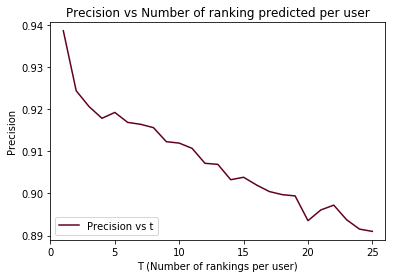 Precision vs Number of ranking predicted per user
0.94
0.93
0.92
0.91
0.90
0.89
Precision
Precision vs t
0 5 10 15 20 25
T (Number of rankings per user)